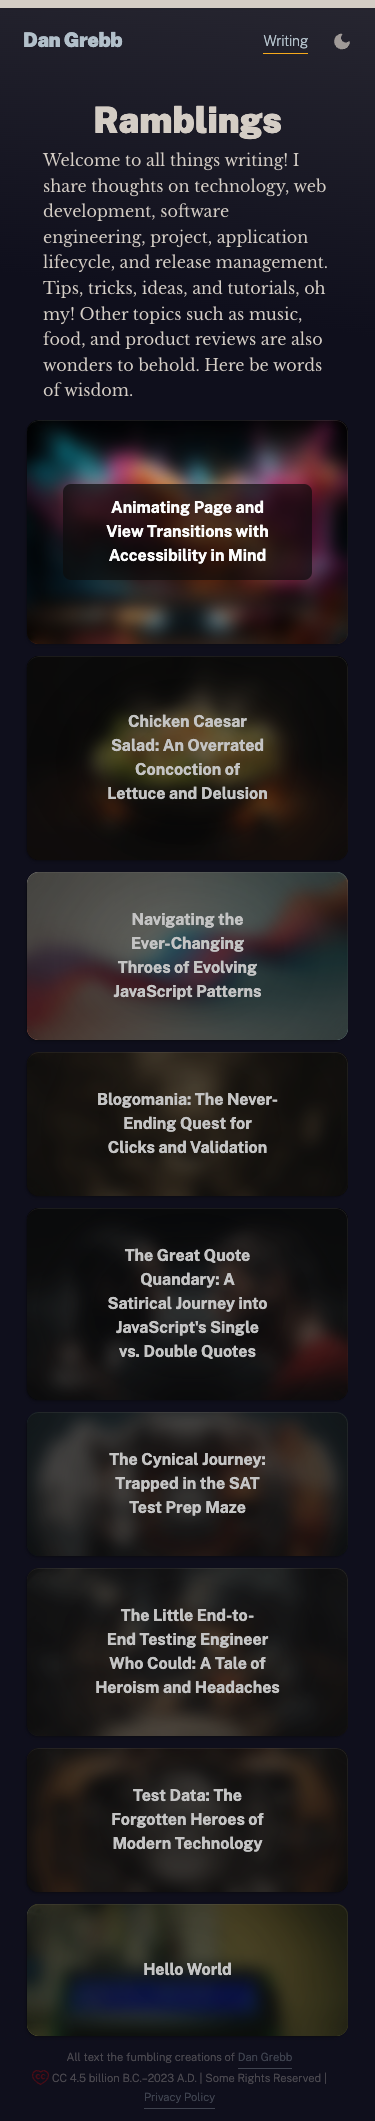 Dan Grebb
Writing
Ramblings
Welcome to all things writing! I
share thoughts on technology, web
development, software
engineering, project, application
lifecycle, and release management.
Tips, tricks, ideas, and tutorials, oh
my! Other topics such as music,
food, and product reviews are also
wonders to behold. Here be words
of wisdom.
Animating Page and
View Transitions with
Accessibility in Mind
Chicken Caesar
Salad: An Overrated
Concoction of
Lettuce and Delusion
Navigating the
Ever-Changing
Throes of Evolving
JavaScript Patterns
Blogomania: The Never-
Ending Quest for
Clicks and Validation
The Great Quote
Quandary: A
Satirical Journey into
JavaScript's Single
vs. Double Quotes
The Cynical Journey:
Trapped in the SAT
Test Prep Maze
The Little End-to-
End Testing Engineer
Who Could: A Tale of
Heroism and Headaches
Test Data: The
Forgotten Heroes of
Modern Technology
Hello World
All text the fumbling creations of Dan Grebb
CC 4.5 billion B.C.–2023 A.D. | Some Rights Reserved |
Privacy Policy